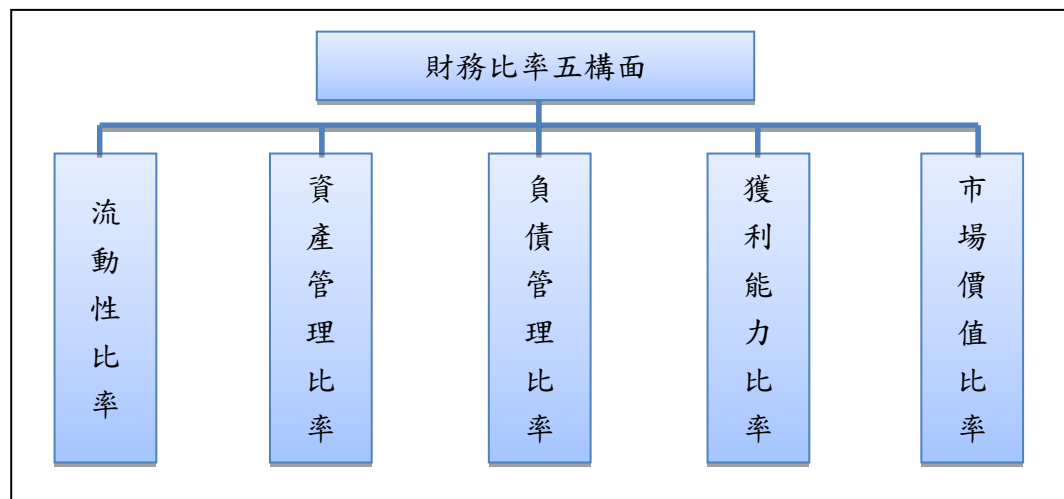 財務比率五構面
流動性比率
資產管理比率
負債管理比率
獲利能力比率
市場價值比率